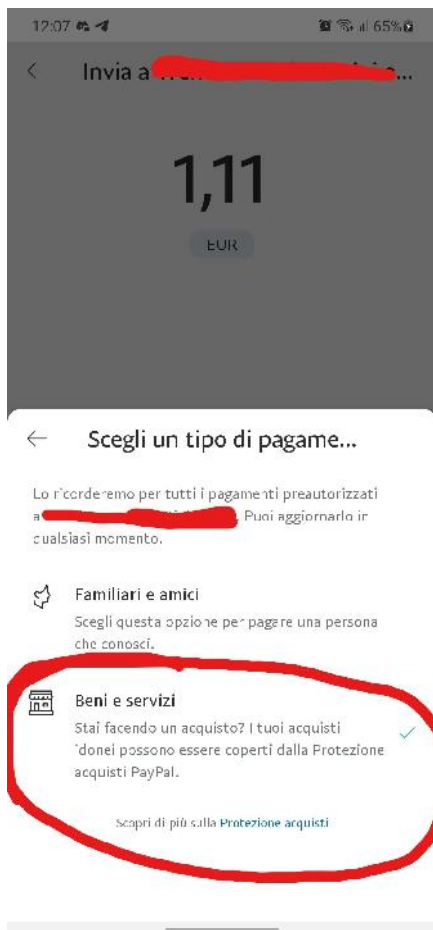 12:07 65%
Invia a
1,11
EUR
Scegli un tipo di pagame...
Lo ricorderemo per tutti i pagamenti preautorizzati
a Puoi aggiornarlo in
qualsiasi momento.
Familiari e amici
Scegli questa opzione per pagare una persona
che conosci.
Beni e servizi
Stai facendo un acquisto? I tuoi acquisti
idonei possono essere coperti dalla Protezione
acquisti PayPal.
Scopri di più sulla Protezione acquisti